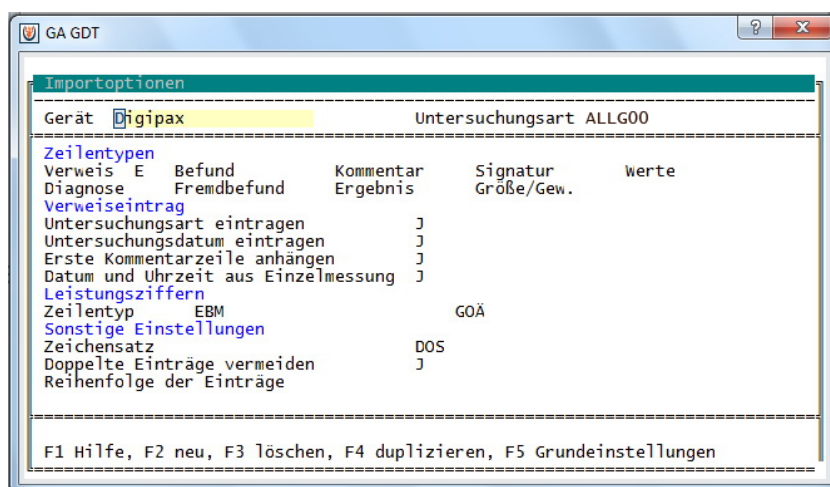 GA GDT
Importoptionen
Gerät Digipax Untersuchungsart ALLG00
Zeilentypen
Verweis E Befund Kommentar Signatur Werte
Diagnose Fremdbefund Ergebnis Größe/Gew.
Verweiseintrag
Untersuchungsart eintragen J
Untersuchungsdatum eintragen J
Erste Kommentarzeile anhängen J
Datum und Uhrzeit aus Einzelmessung J
Leistungsziffern
Zeilentyp EBM GOÄ
Sonstige Einstellungen
Zeichensatz DOS
Doppelte Einträge vermeiden J
Reihenfolge der Einträge
F1 Hilfe, F2 neu, F3 löschen, F4 duplizieren, F5 Grundeinstellungen